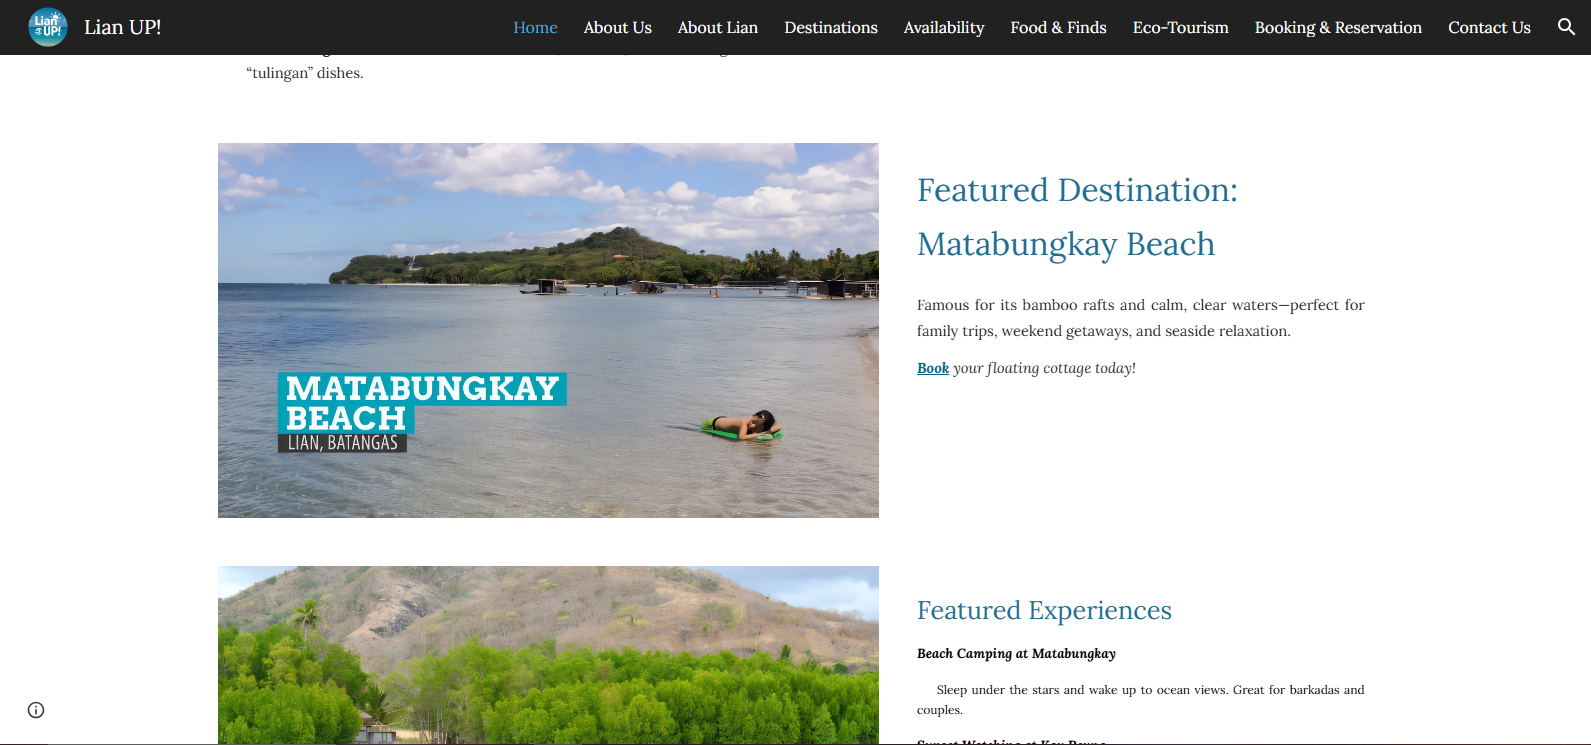 Lian UP!
Lian UP!
Home About Us About Lian Destinations Availability Food & Finds Eco-Tourism Booking & Reservation Contact Us
“tulingan” dishes.
MATABUNGKAY
BEACH
LIAN, BATANGAS
Featured Destination:
Matabungkay Beach
Famous for its bamboo rafts and calm, clear waters—perfect for
family trips, weekend getaways, and seaside relaxation.
Book your floating cottage today!
Featured Experiences
Beach Camping at Matabungkay
Sleep under the stars and wake up to ocean views. Great for barkadas and
couples.